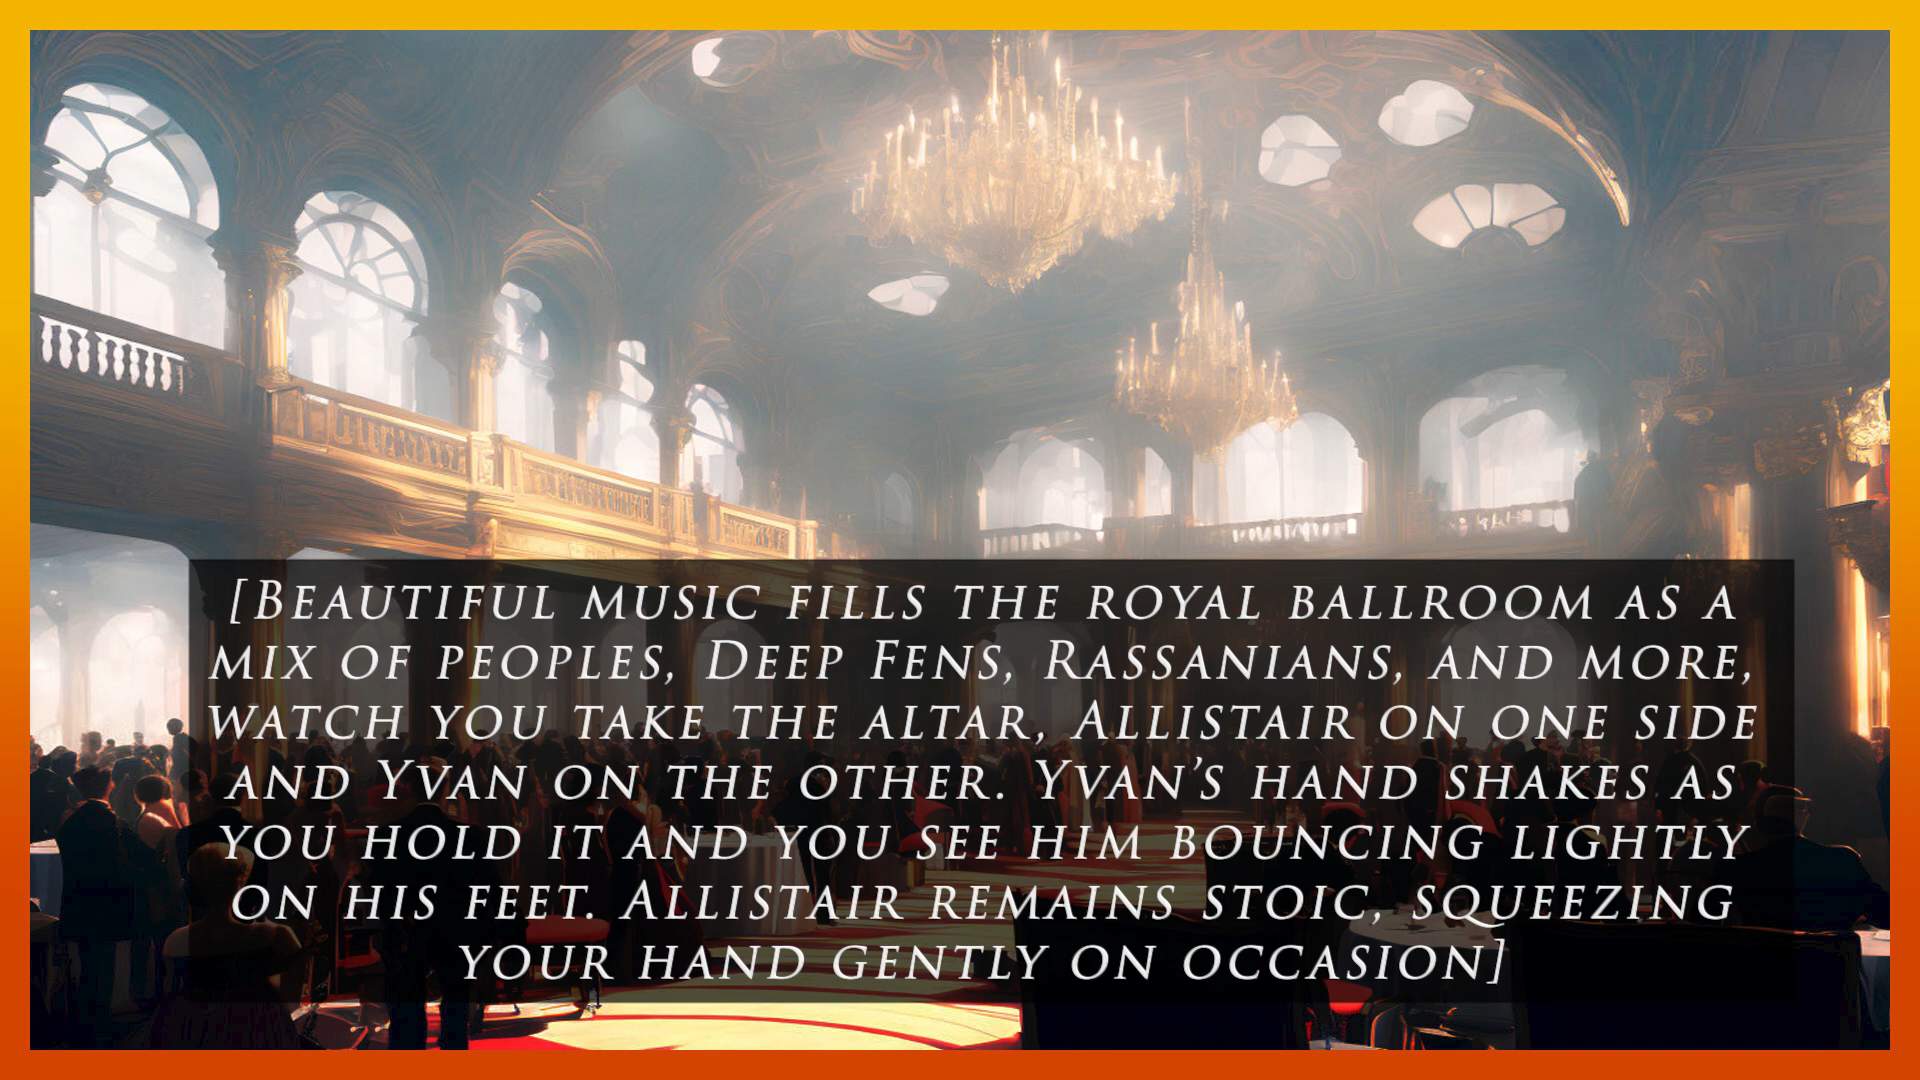 [Beautiful music fills the royal ballroom as a
mix of peoples, Deep Fens, Rassanians, and more,
watch you take the altar, Allistair on one side
and Yvan on the other. Yvan’s hand shakes as
you hold it and you see him bouncing lightly
on his feet. Allistair remains stoic, squeezing
your hand gently on occasion]